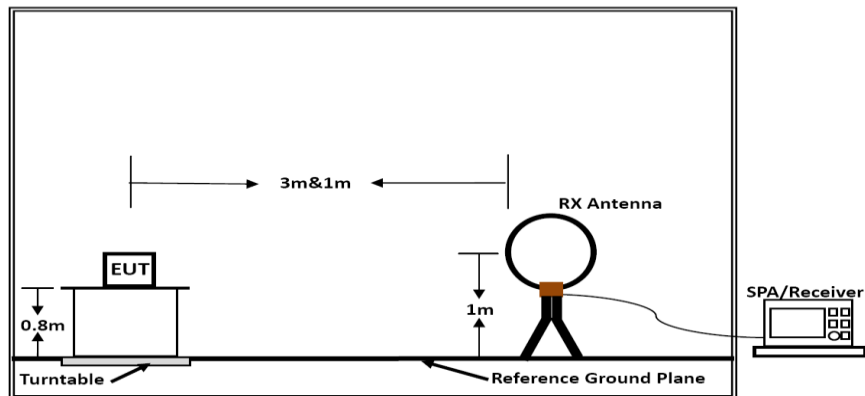 3m&1m
RX Antenna
EUT
SPA/Receiver
0.8m
1m
Turntable
Reference Ground Plane